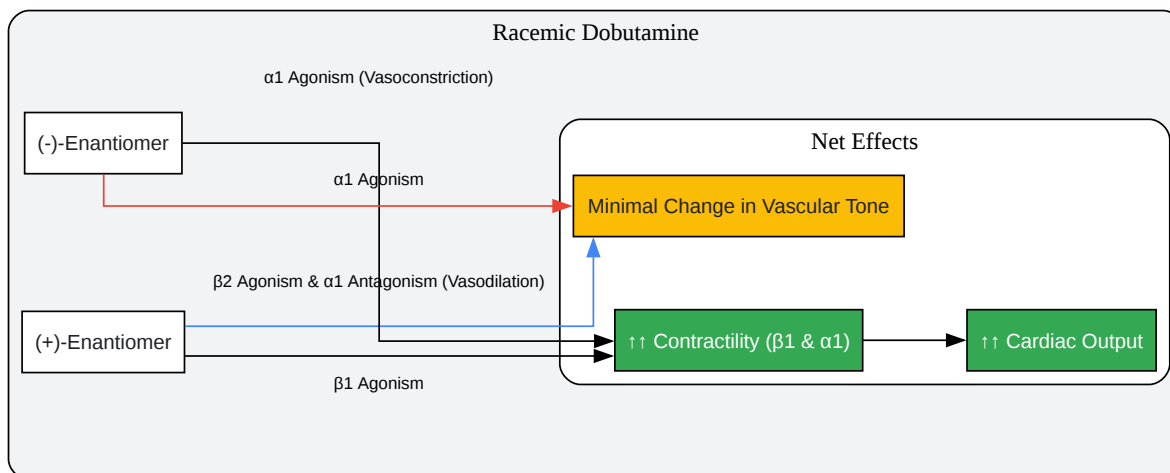 Racemic Dobutamine
α1 Agonism (Vasoconstriction)
(-)-Enantiomer
Net Effects
α1 Agonism
Minimal Change in Vascular Tone
β2 Agonism & α1 Antagonism (Vasodilation)
(+)-Enantiomer
↑↑ Contractility (β1 & α1)
↑↑ Cardiac Output
β1 Agonism